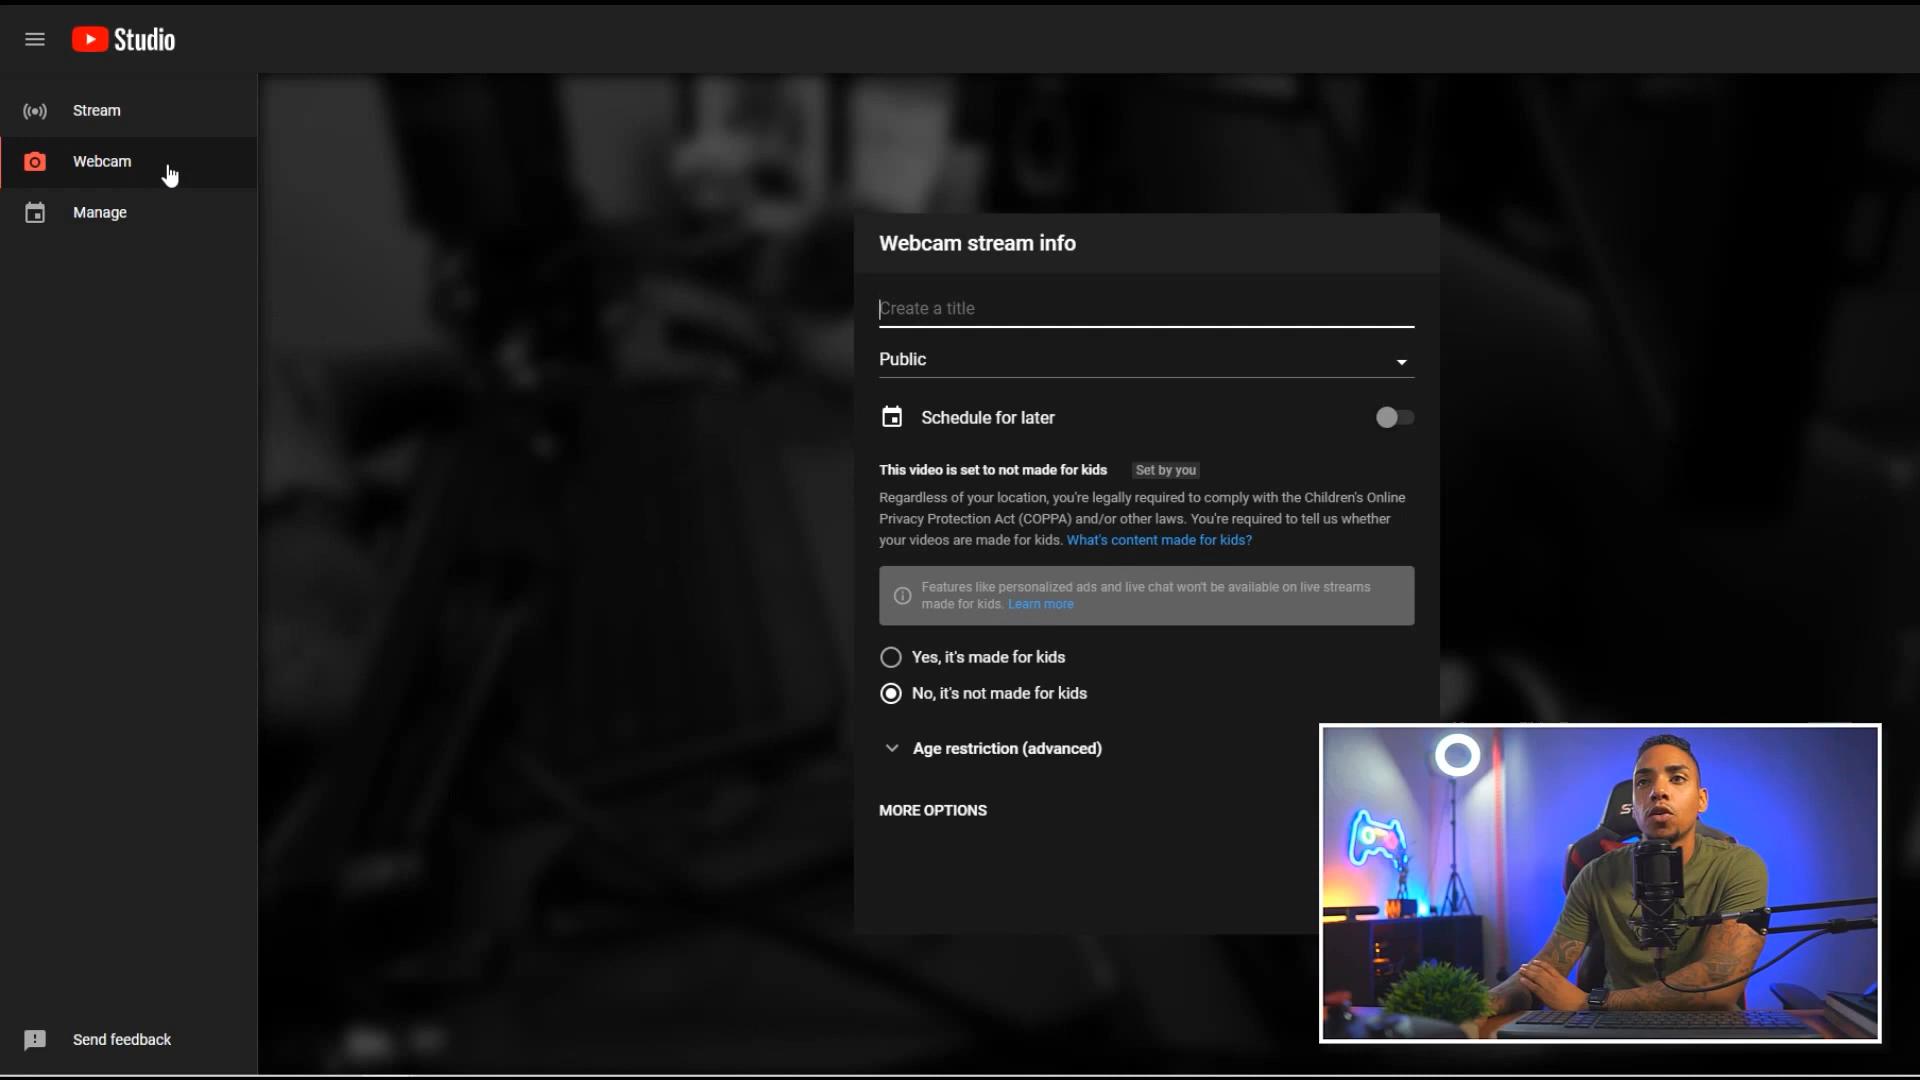 Studio
Stream
Webcam
Manage
Webcam stream info
Create a title
Public
Schedule for later
This video is set to not made for kids Set by you
Regardless of your location, you're legally required to comply with the Children's Online
Privacy Protection Act (COPPA) and/or other laws. You're required to tell us whether
your videos are made for kids. What's content made for kids?
Features like personalized ads and live chat won't be available on live streams
made for kids. Learn more
Yes, it's made for kids
No, it's not made for kids
Age restriction (advanced)
MORE OPTIONS
Send feedback